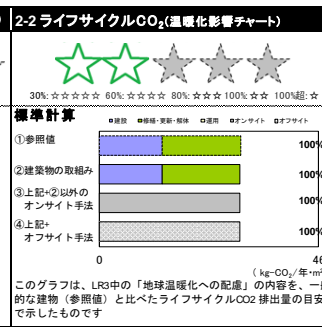 2-2 ライフサイクルCO₂(温暖化影響チャート)
30%: ☆☆☆☆☆ 60%: ☆☆☆☆ 80%: ☆☆☆ 100%: ☆☆ 100%超: ☆
標準計算
建設 修繕・更新・解体 運用 オンサイト オフサイト
①参照値 100%
②建築物の取組み 100%
③上記+②以外の
オンサイト手法 100%
④上記+
オフサイト手法 100%
0 46
( kg-CO₂/年・m²
このグラフは、LR3中の「地球温暖化への配慮」の内容を、一般
的な建物（参照値）と比べたライフサイクルCO2 排出量の目安
で示したものです